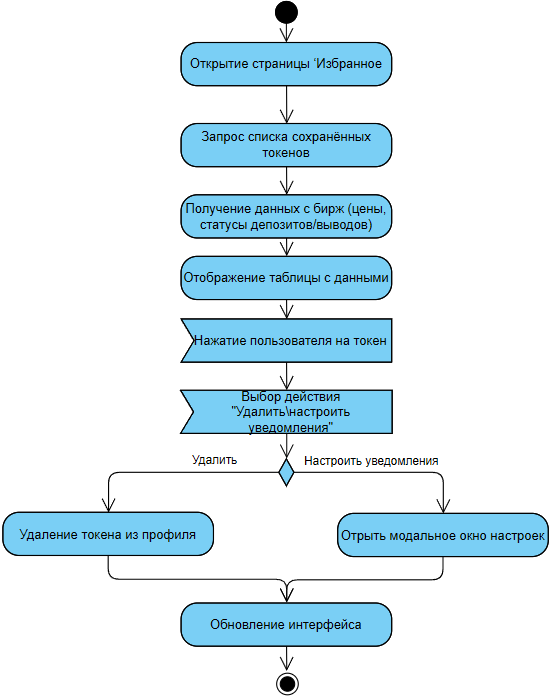 Открытие страницы ‘Избранное
Запрос списка сохранённых
токенов
Получение данных с бирж (цены,
статусы депозитов/выводов)
Отображение таблицы с данными
Нажатие пользователя на токен
Выбор действия
"Удалить\настроить
уведомления"
Удалить
Настроить уведомления
Удаление токена из профиля
Отрыть модальное окно настроек
Обновление интерфейса